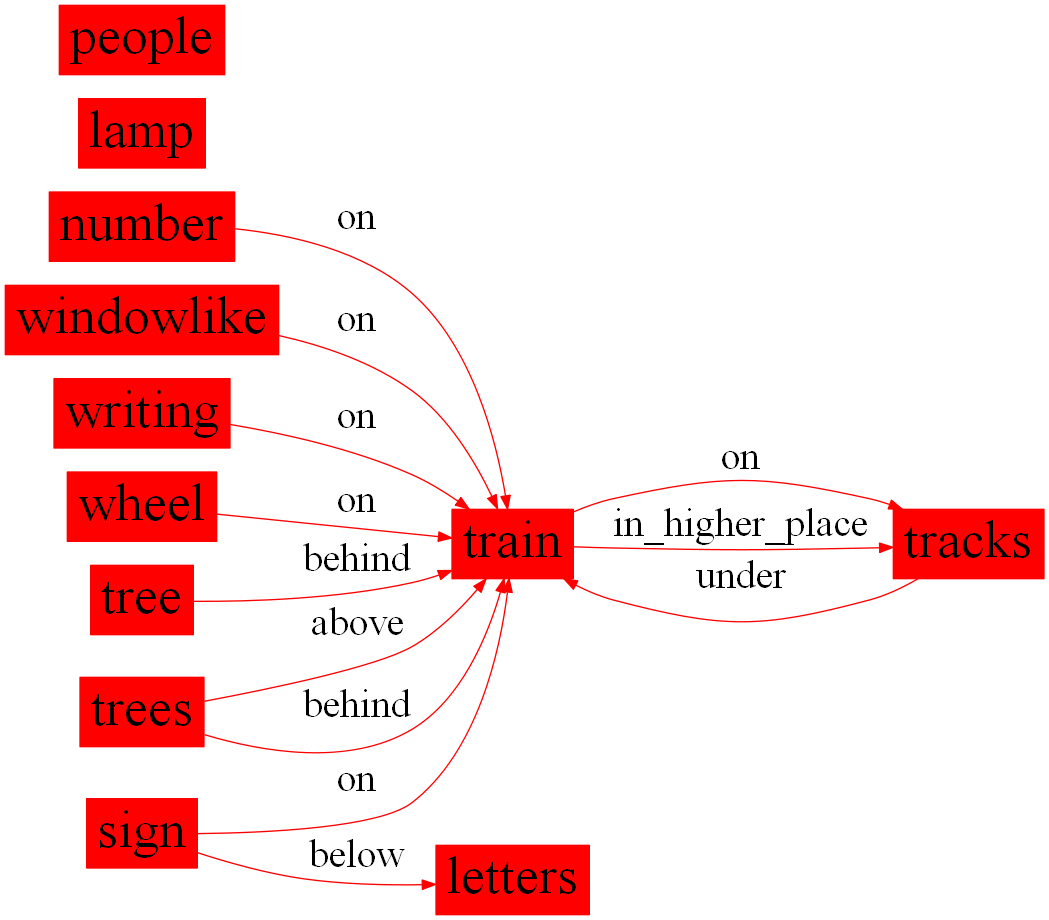 people
lamp
number
on
windowlike
on
writing
on
wheel
on
tree
behind
trees
above
behind
sign
on
below
letters
train
on
in_higher_place
under
tracks